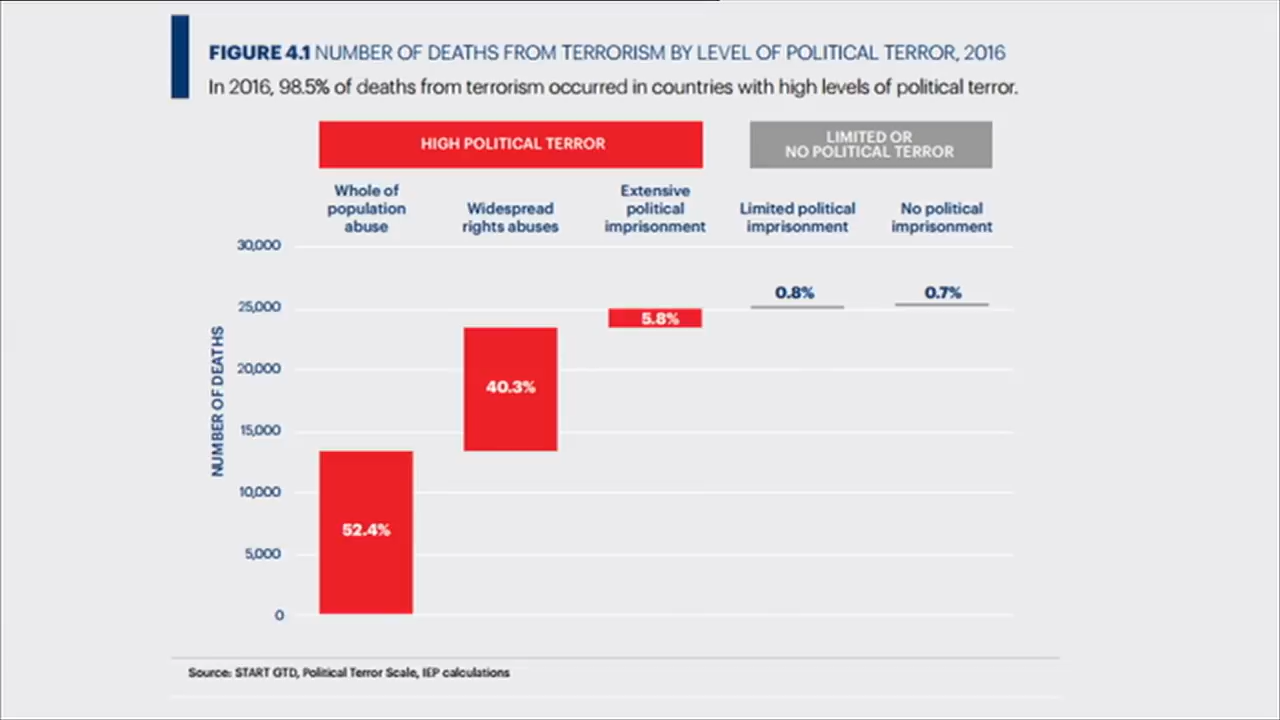 FIGURE 4.1 NUMBER OF DEATHS FROM TERRORISM BY LEVEL OF POLITICAL TERROR, 2016
In 2016, 98.5% of deaths from terrorism occurred in countries with high levels of political terror.
HIGH POLITICAL TERROR
LIMITED OR
NO POLITICAL TERROR
Whole of
population
abuse
Widespread
rights abuses
Extensive
political
imprisonment
Limited political
imprisonment
No political
imprisonment
30,000
25,000
20,000
15,000
10,000
5,000
0
NUMBER OF DEATHS
52.4%
40.3%
5.8%
0.8%
0.7%
Source: START GTD, Political Terror Scale, IEP calculations